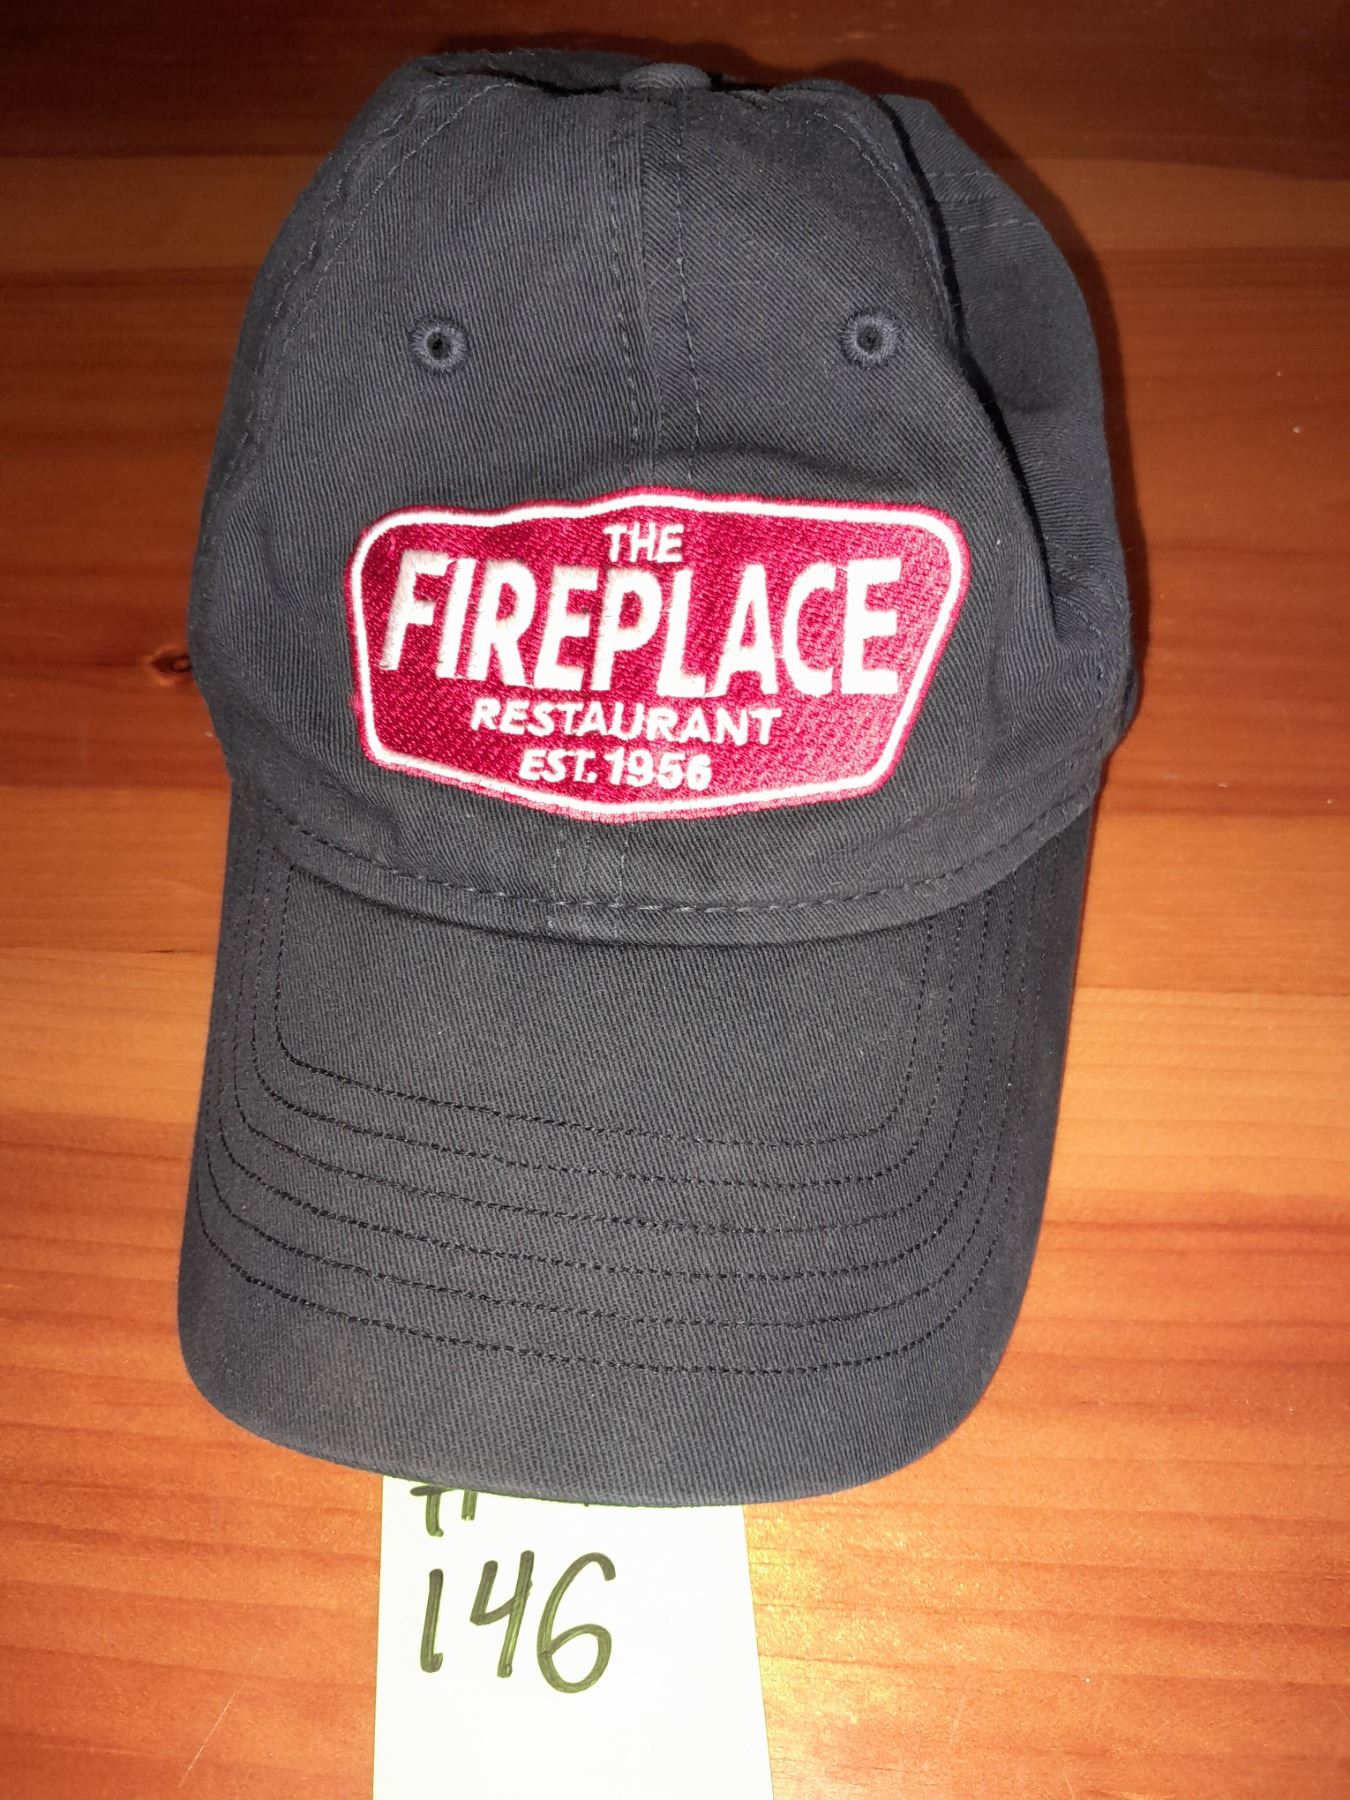 THE
FIREPLACE
RESTAURANT
EST. 1956
#
146